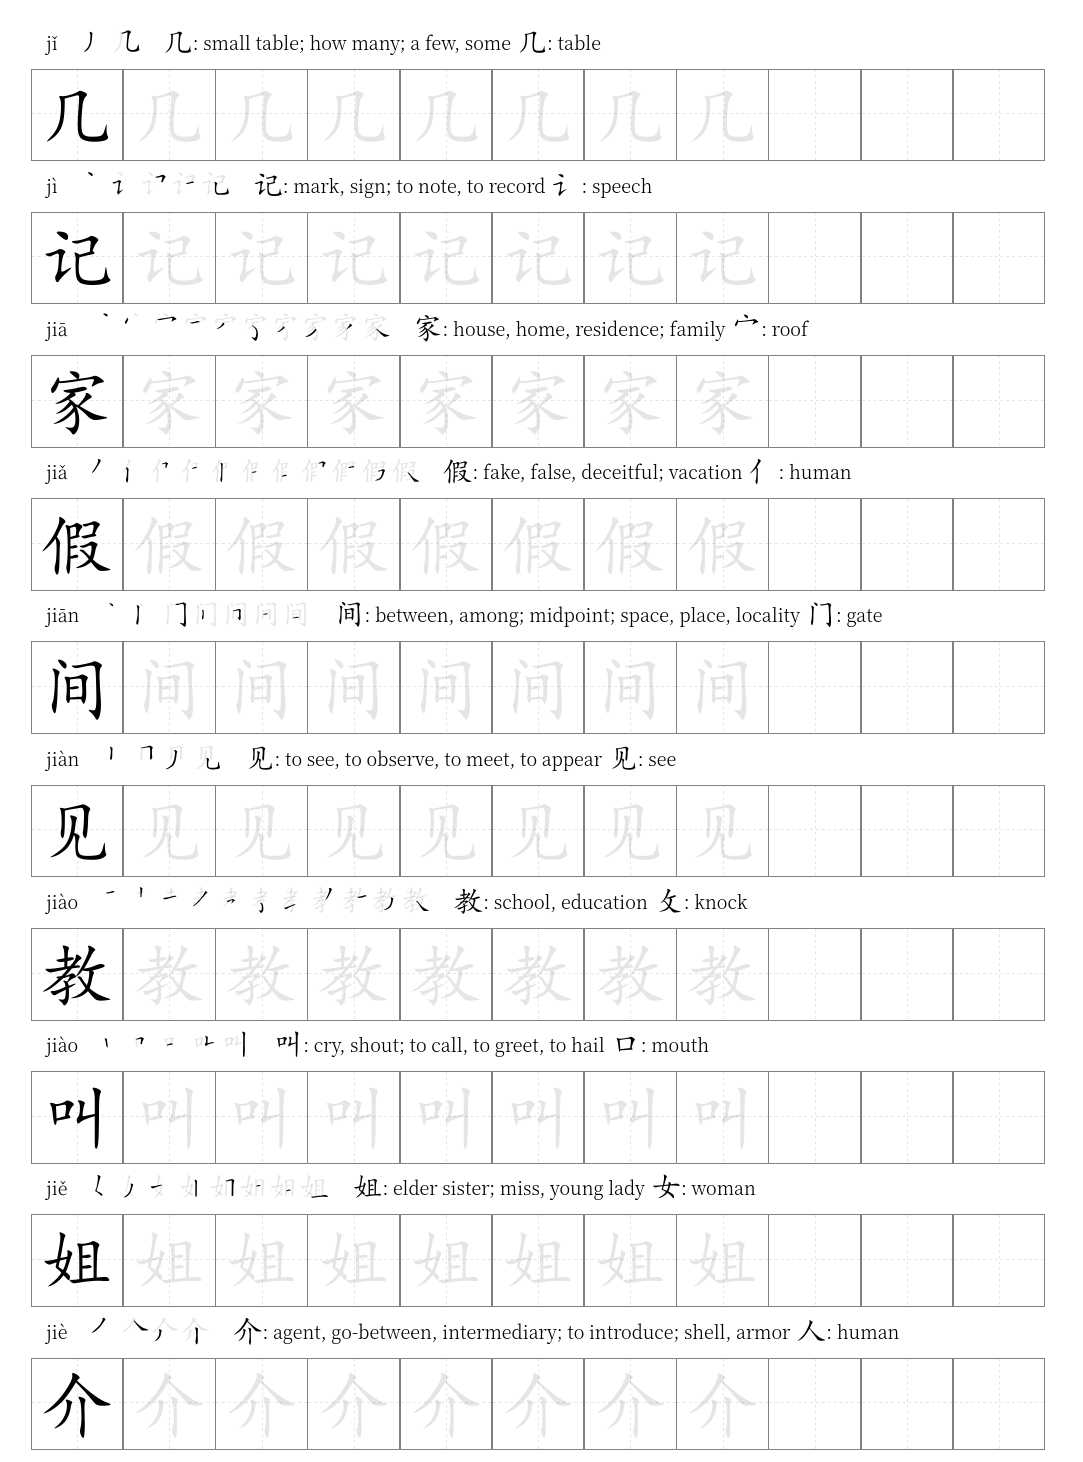 jǐ 几: small table; how many; a few, some 几: table
几 几 几 几 几 几 几 几
jì 记: mark, sign; to note, to record 讠: speech
记 记 记 记 记 记 记 记
jiā 家: house, home, residence; family 宀: roof
家 家 家 家 家 家 家 家
jiǎ 假: fake, false, deceitful; vacation 亻: human
假 假 假 假 假 假 假 假
jiān 间: between, among; midpoint; space, place, locality 门: gate
间 间 间 间 间 间 间 间
jiàn 见: to see, to observe, to meet, to appear 见: see
见 见 见 见 见 见 见 见
jiào 教: school, education 攵: knock
教 教 教 教 教 教 教 教
jiào 叫: cry, shout; to call, to greet, to hail 口: mouth
叫 叫 叫 叫 叫 叫 叫 叫
jiě 姐: elder sister; miss, young lady 女: woman
姐 姐 姐 姐 姐 姐 姐 姐
jiè 介: agent, go-between, intermediary; to introduce; shell, armor 人: human
介 介 介 介 介 介 介 介